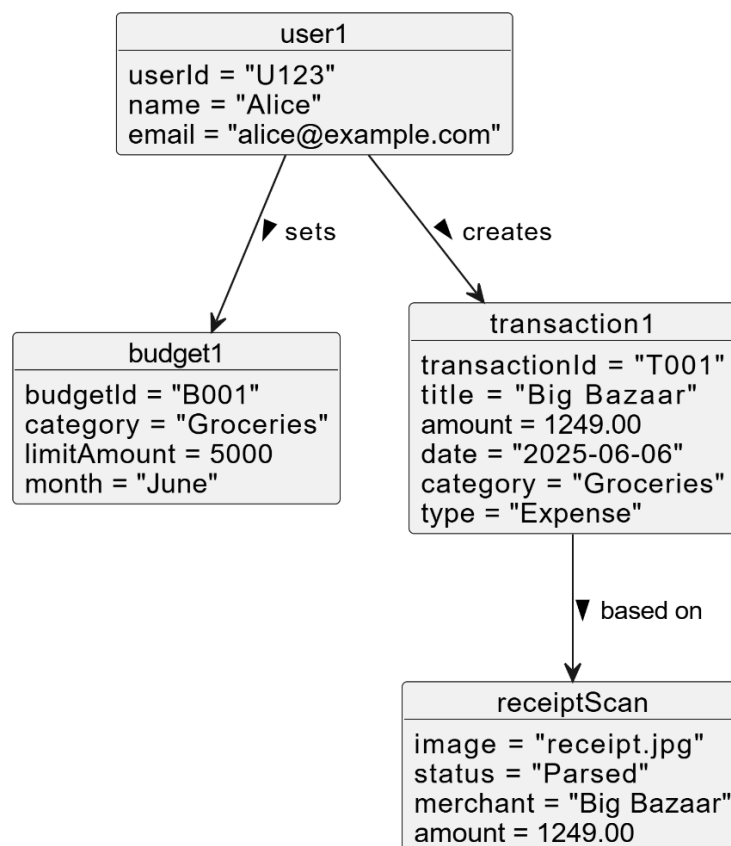 user1
userId = "U123"
name = "Alice"
email = "alice@example.com"
sets
creates
budget1
budgetId = "B001"
category = "Groceries"
limitAmount = 5000
month = "June"
transaction1
transactionId = "T001"
title = "Big Bazaar"
amount = 1249.00
date = "2025-06-06"
category = "Groceries"
type = "Expense"
based on
receiptScan
image = "receipt.jpg"
status = "Parsed"
merchant = "Big Bazaar"
amount = 1249.00